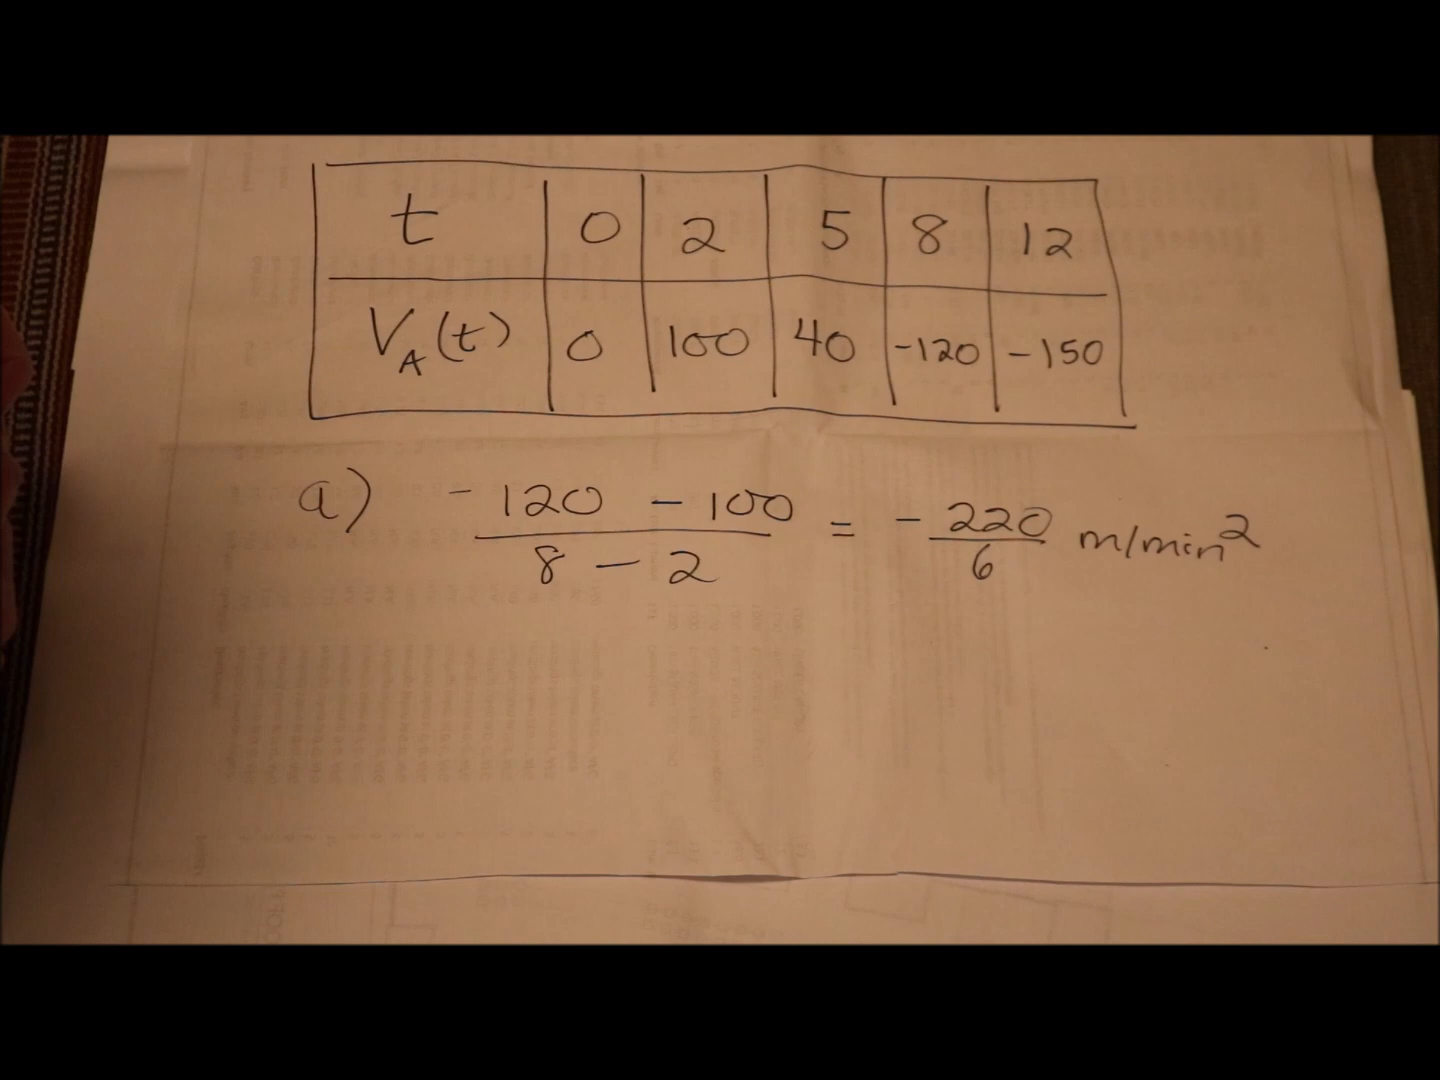 t 0 2 5 8 12
V_A(t) 0 100 40 -120 -150
a) -120 - 100 / 8 - 2 = - 220/6 m/min²